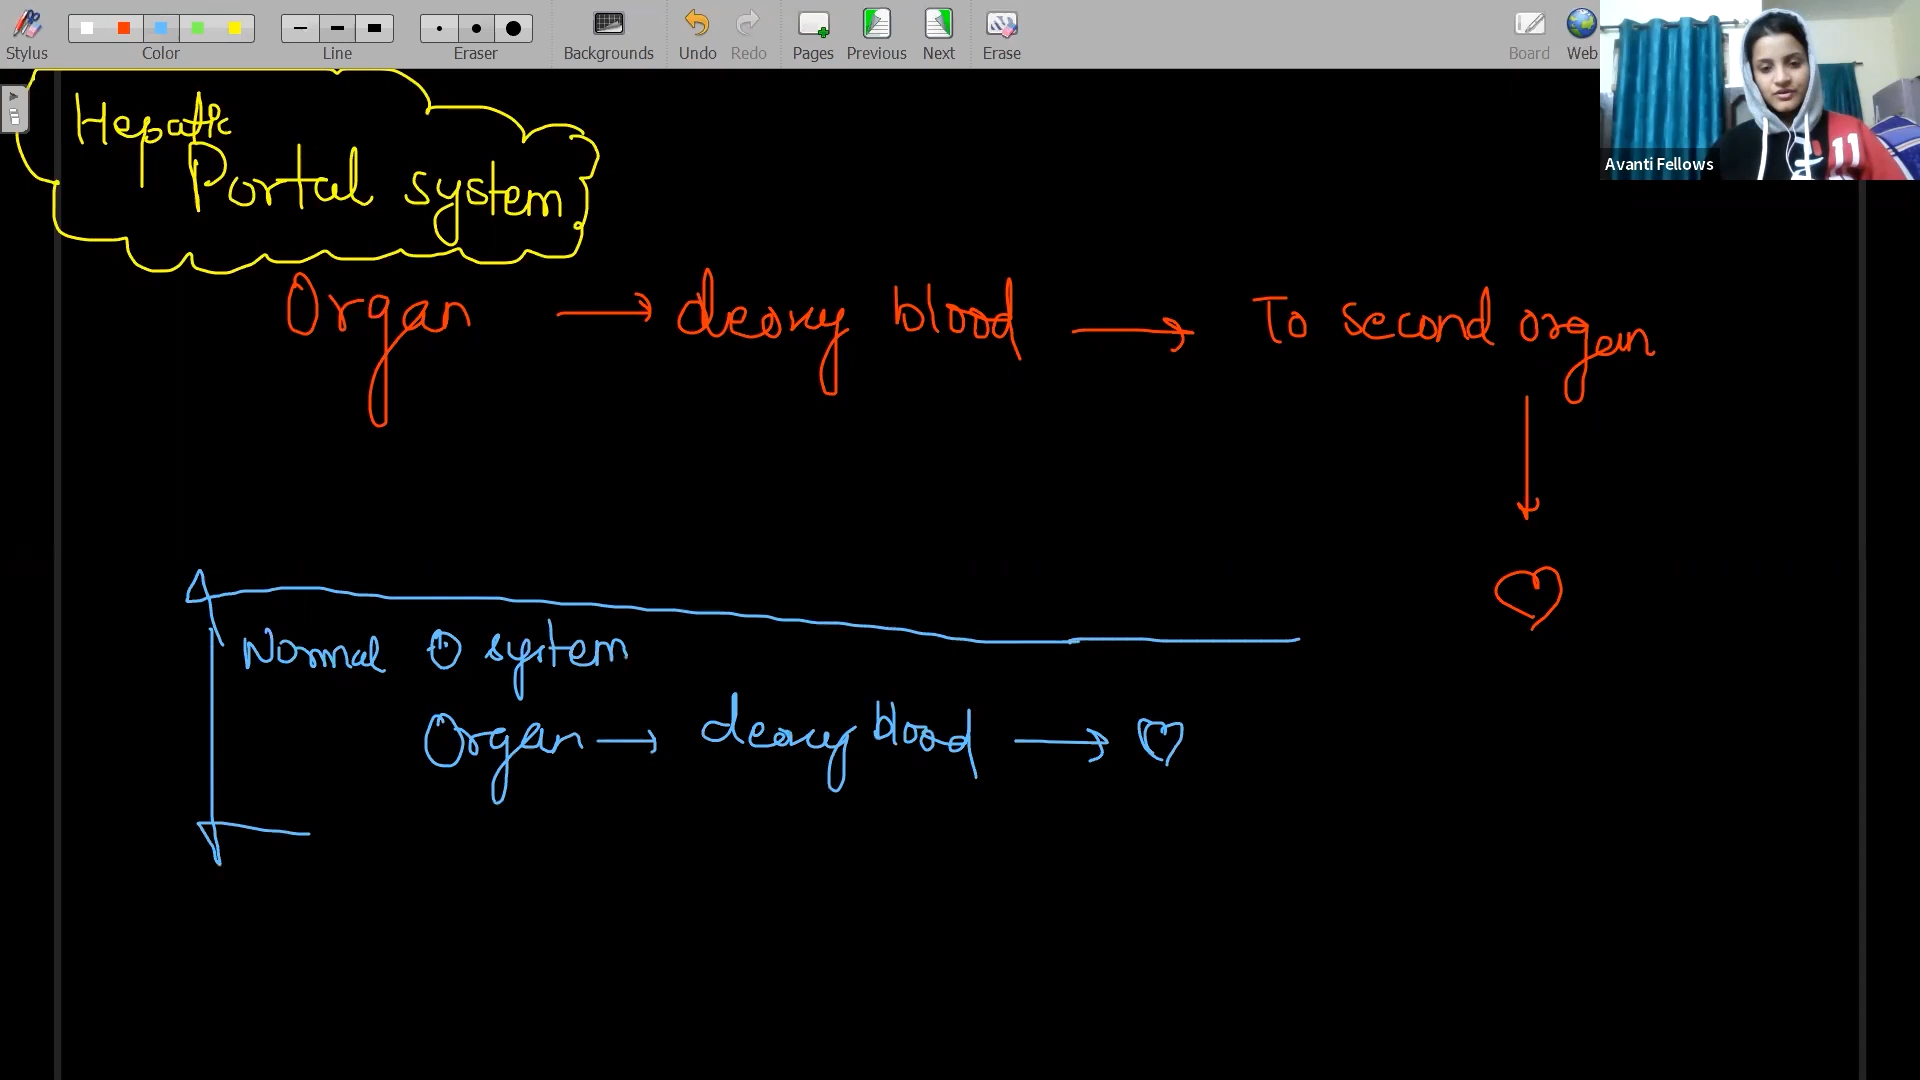 Stylus Color Line Eraser Backgrounds Undo Redo Pages Previous Next Erase Board Web
Avanti Fellows
11
Hepatic
Portal system
Organ → deoxy blood → To second organ
↓
♡
Normal system
Organ → deoxy blood → ♡